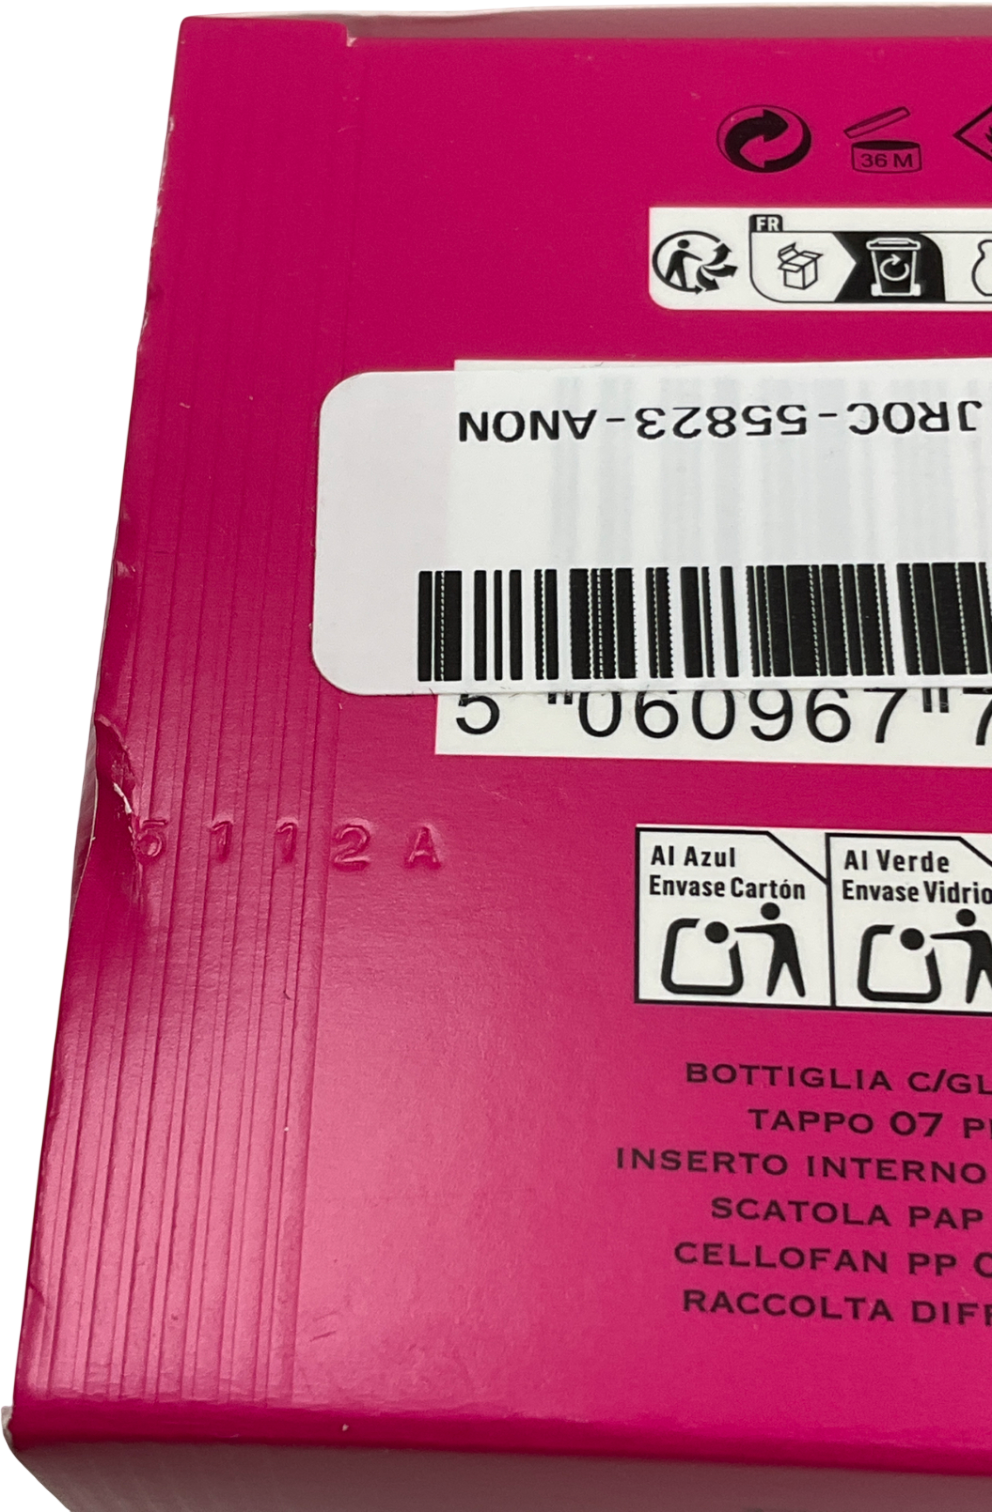 36 M
FR
JROC-55823-ANON
5 "060967"7
5112A
Al Azul
Envase Cartón
Al Verde
Envase Vidrio
BOTTIGLIA C/GL
TAPPO 07
INSERTO INTERNO
SCATOLA PAP
CELLOFAN PP
RACCOLTA DIFF